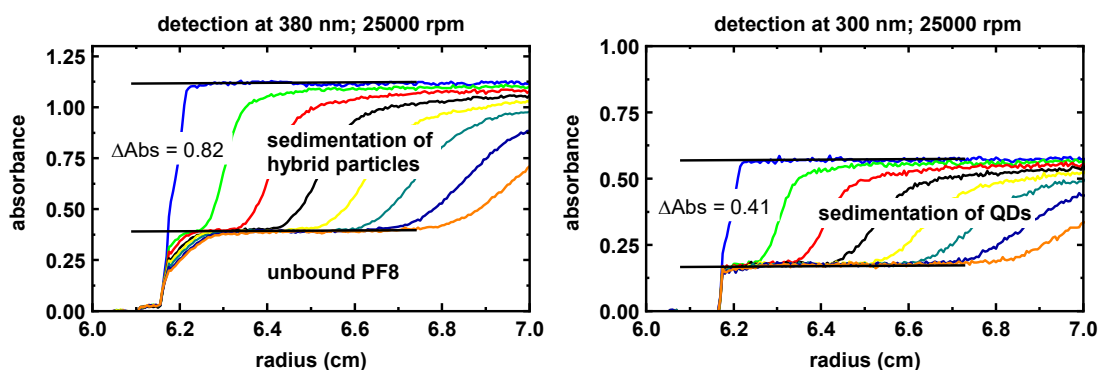 detection at 380 nm; 25000 rpm
absorbance
1.25
1.00
0.75
0.50
0.25
0.00
ΔAbs = 0.82
sedimentation of
hybrid particles
unbound PF8
6.0 6.2 6.4 6.6 6.8 7.0
radius (cm)
detection at 300 nm; 25000 rpm
absorbance
1.00
0.75
0.50
0.25
0.00
ΔAbs = 0.41
sedimentation of QDs
6.0 6.2 6.4 6.6 6.8 7.0
radius (cm)